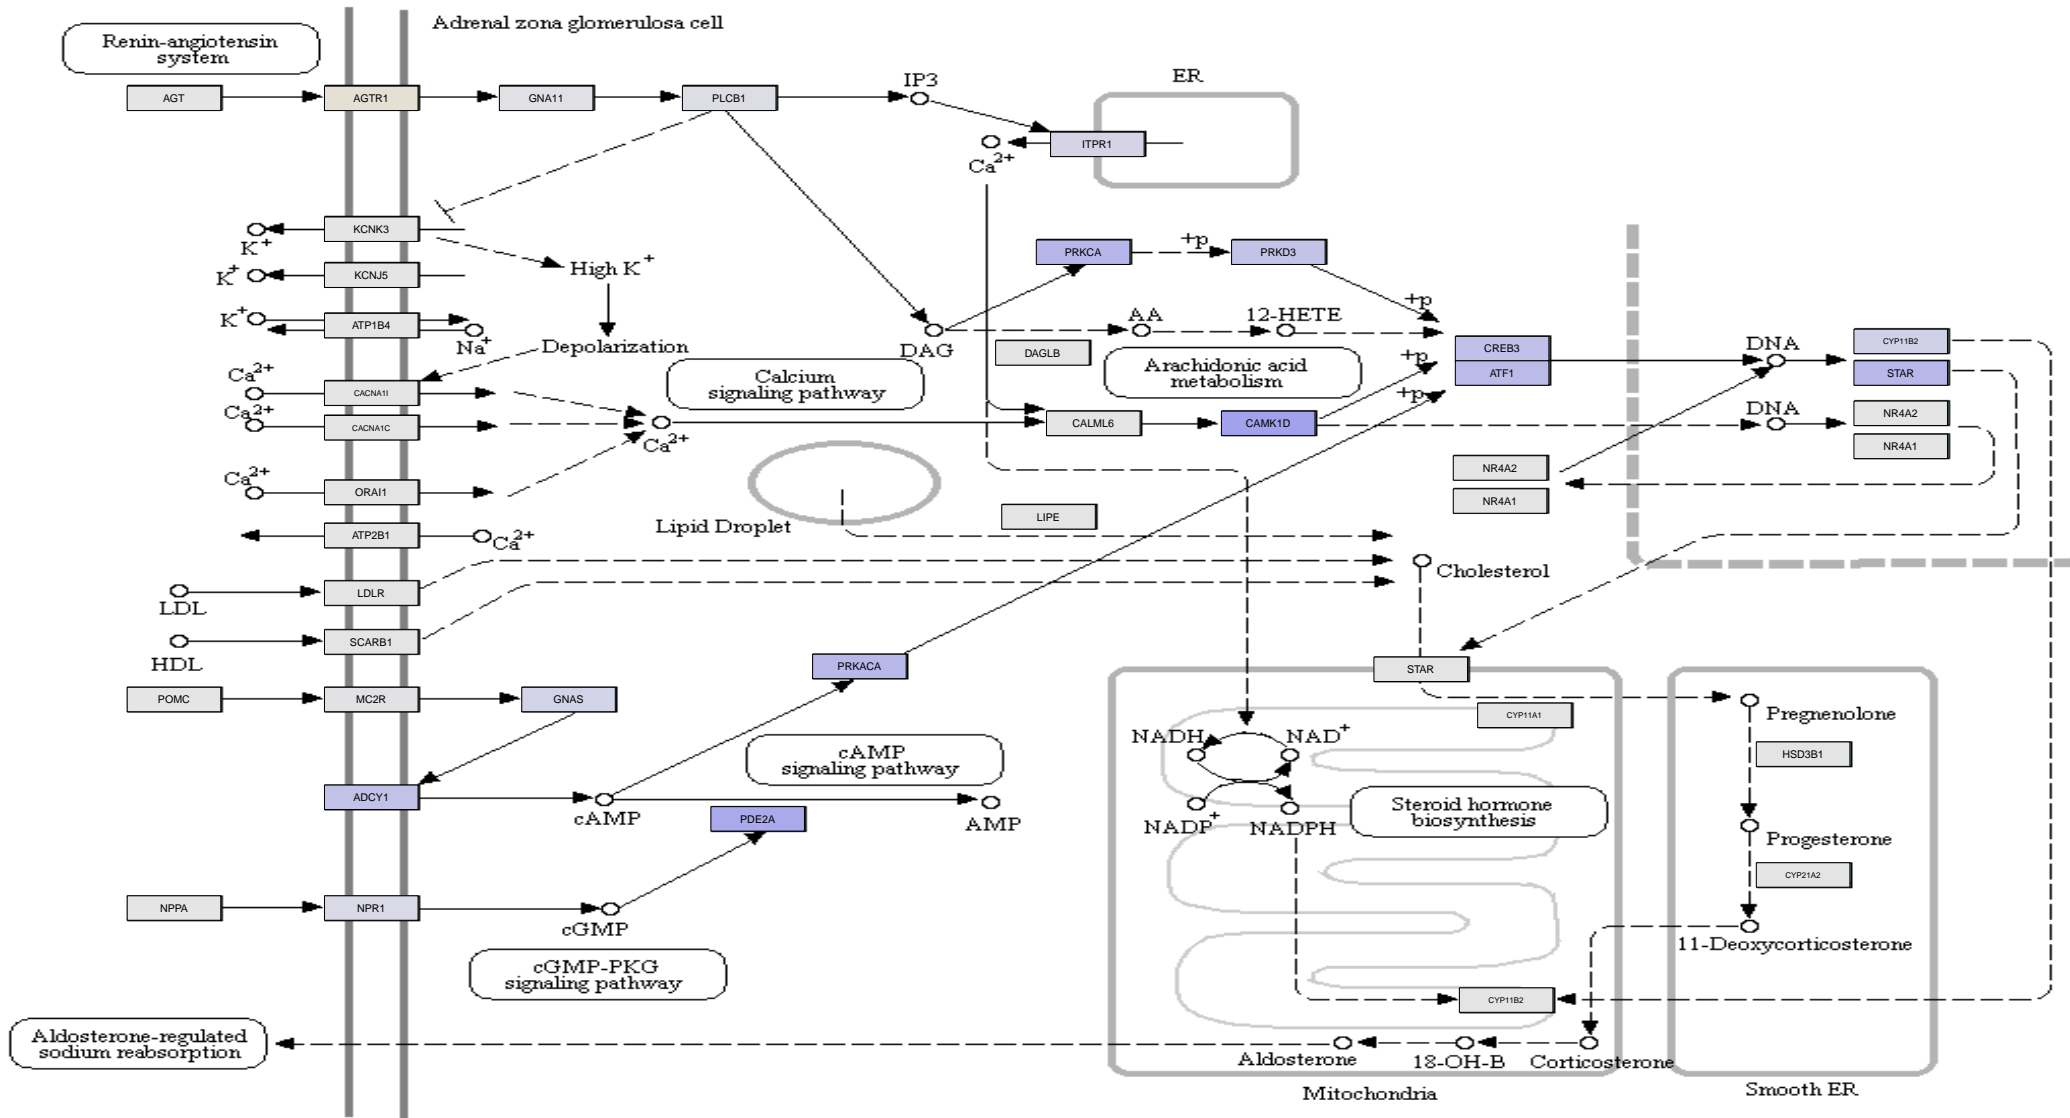 Adrenal zona glomerulosa cell
Renin-angiotensin
system
AGT
AGTR1
GNA11
PLCB1
IP3
ER
ITPR1
Ca2+
KCNK3
K+
KCNJ5
K+
High K+
ATP1B4
K+
Na+
Depolarization
PRKCA
+p
PRKD3
+p
DAG
AA
12-HETE
DAGLB
Arachidonic acid
metabolism
CREB3
ATF1
+p
+p
DNA
CYP11B2
STAR
Ca2+
CACNA1I
Ca2+
CACNA1C
Calcium
signaling pathway
Ca2+
CALML6
CAMK1D
DNA
NR4A2
NR4A1
NR4A2
NR4A1
Ca2+
ORAI1
ATP2B1
Ca2+
Lipid Droplet
LIPE
Cholesterol
LDL
LDLR
HDL
SCARB1
PRKACA
STAR
POMC
MC2R
GNAS
CYP11A1
Pregnenolone
HSD3B1
NADH
NAD+
cAMP
signaling pathway
ADCY1
cAMP
AMP
PDE2A
NADP+
NADPH
Steroid hormone
biosynthesis
Progesterone
CYP21A2
NPPA
NPR1
cGMP
11-Deoxycorticosterone
cGMP-PKG
signaling pathway
CYP11B2
Aldosterone-regulated
sodium reabsorption
Aldosterone
18-OH-B
Corticosterone
Mitochondria
Smooth ER